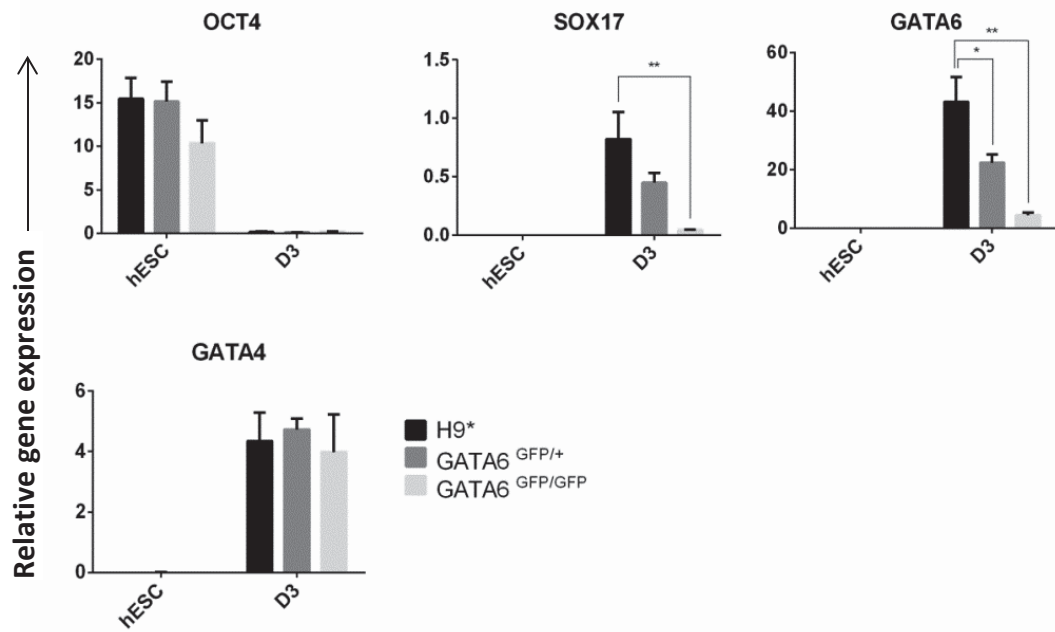 OCT4
20
15
10
5
0
hESC
D3
SOX17
1.5
1.0
0.5
0.0
**
hESC
D3
GATA6
60
40
20
0
**
*
hESC
D3
Relative gene expression
GATA4
6
4
2
0
hESC
D3
H9*
GATA6 GFP/+
GATA6 GFP/GFP